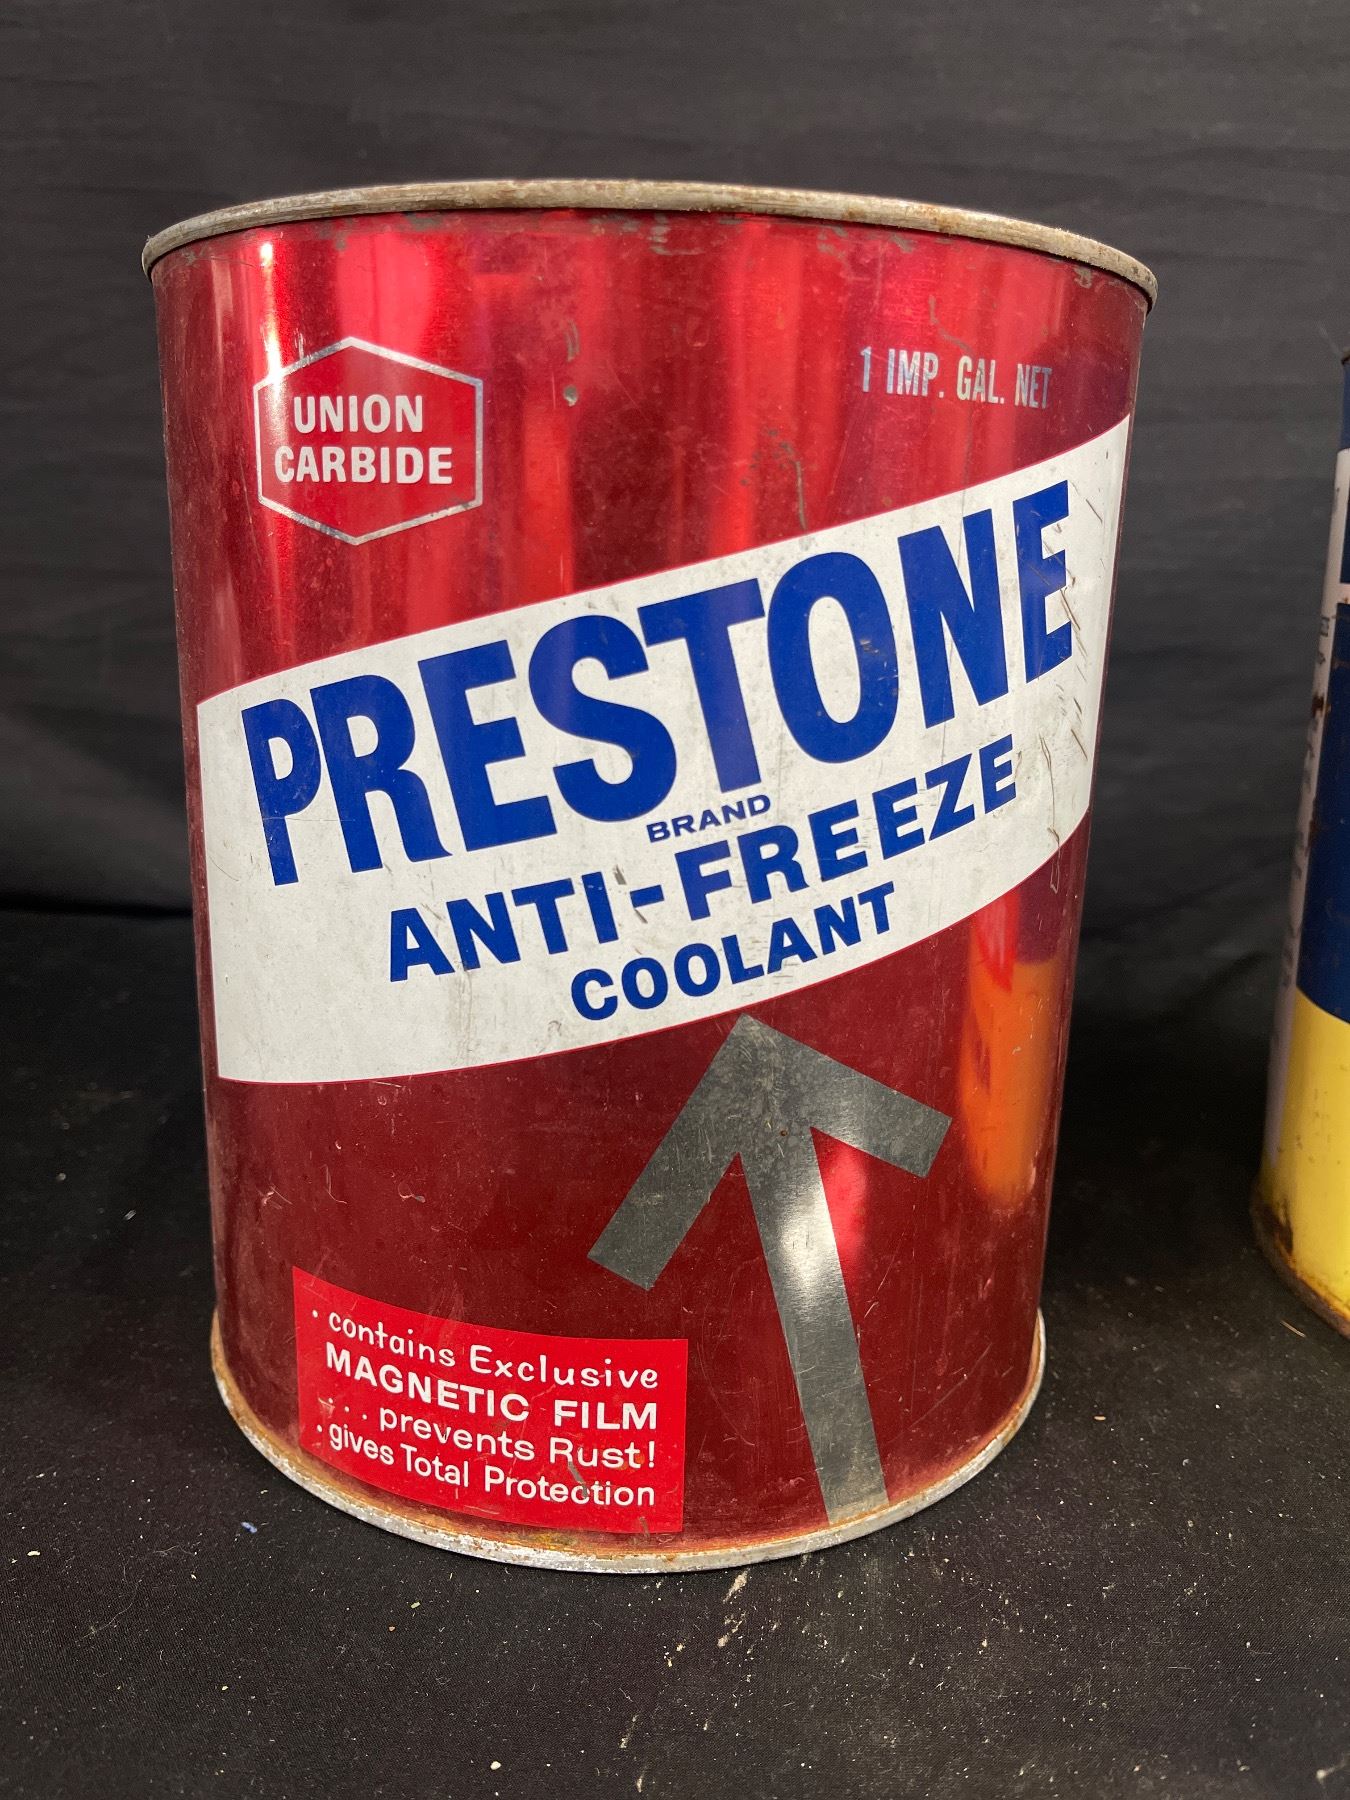 UNION
CARBIDE
1 IMP. GAL. NET
PRESTONE
BRAND
ANTI-FREEZE
COOLANT
· contains Exclusive
MAGNETIC FILM
... prevents Rust!
· gives Total Protection